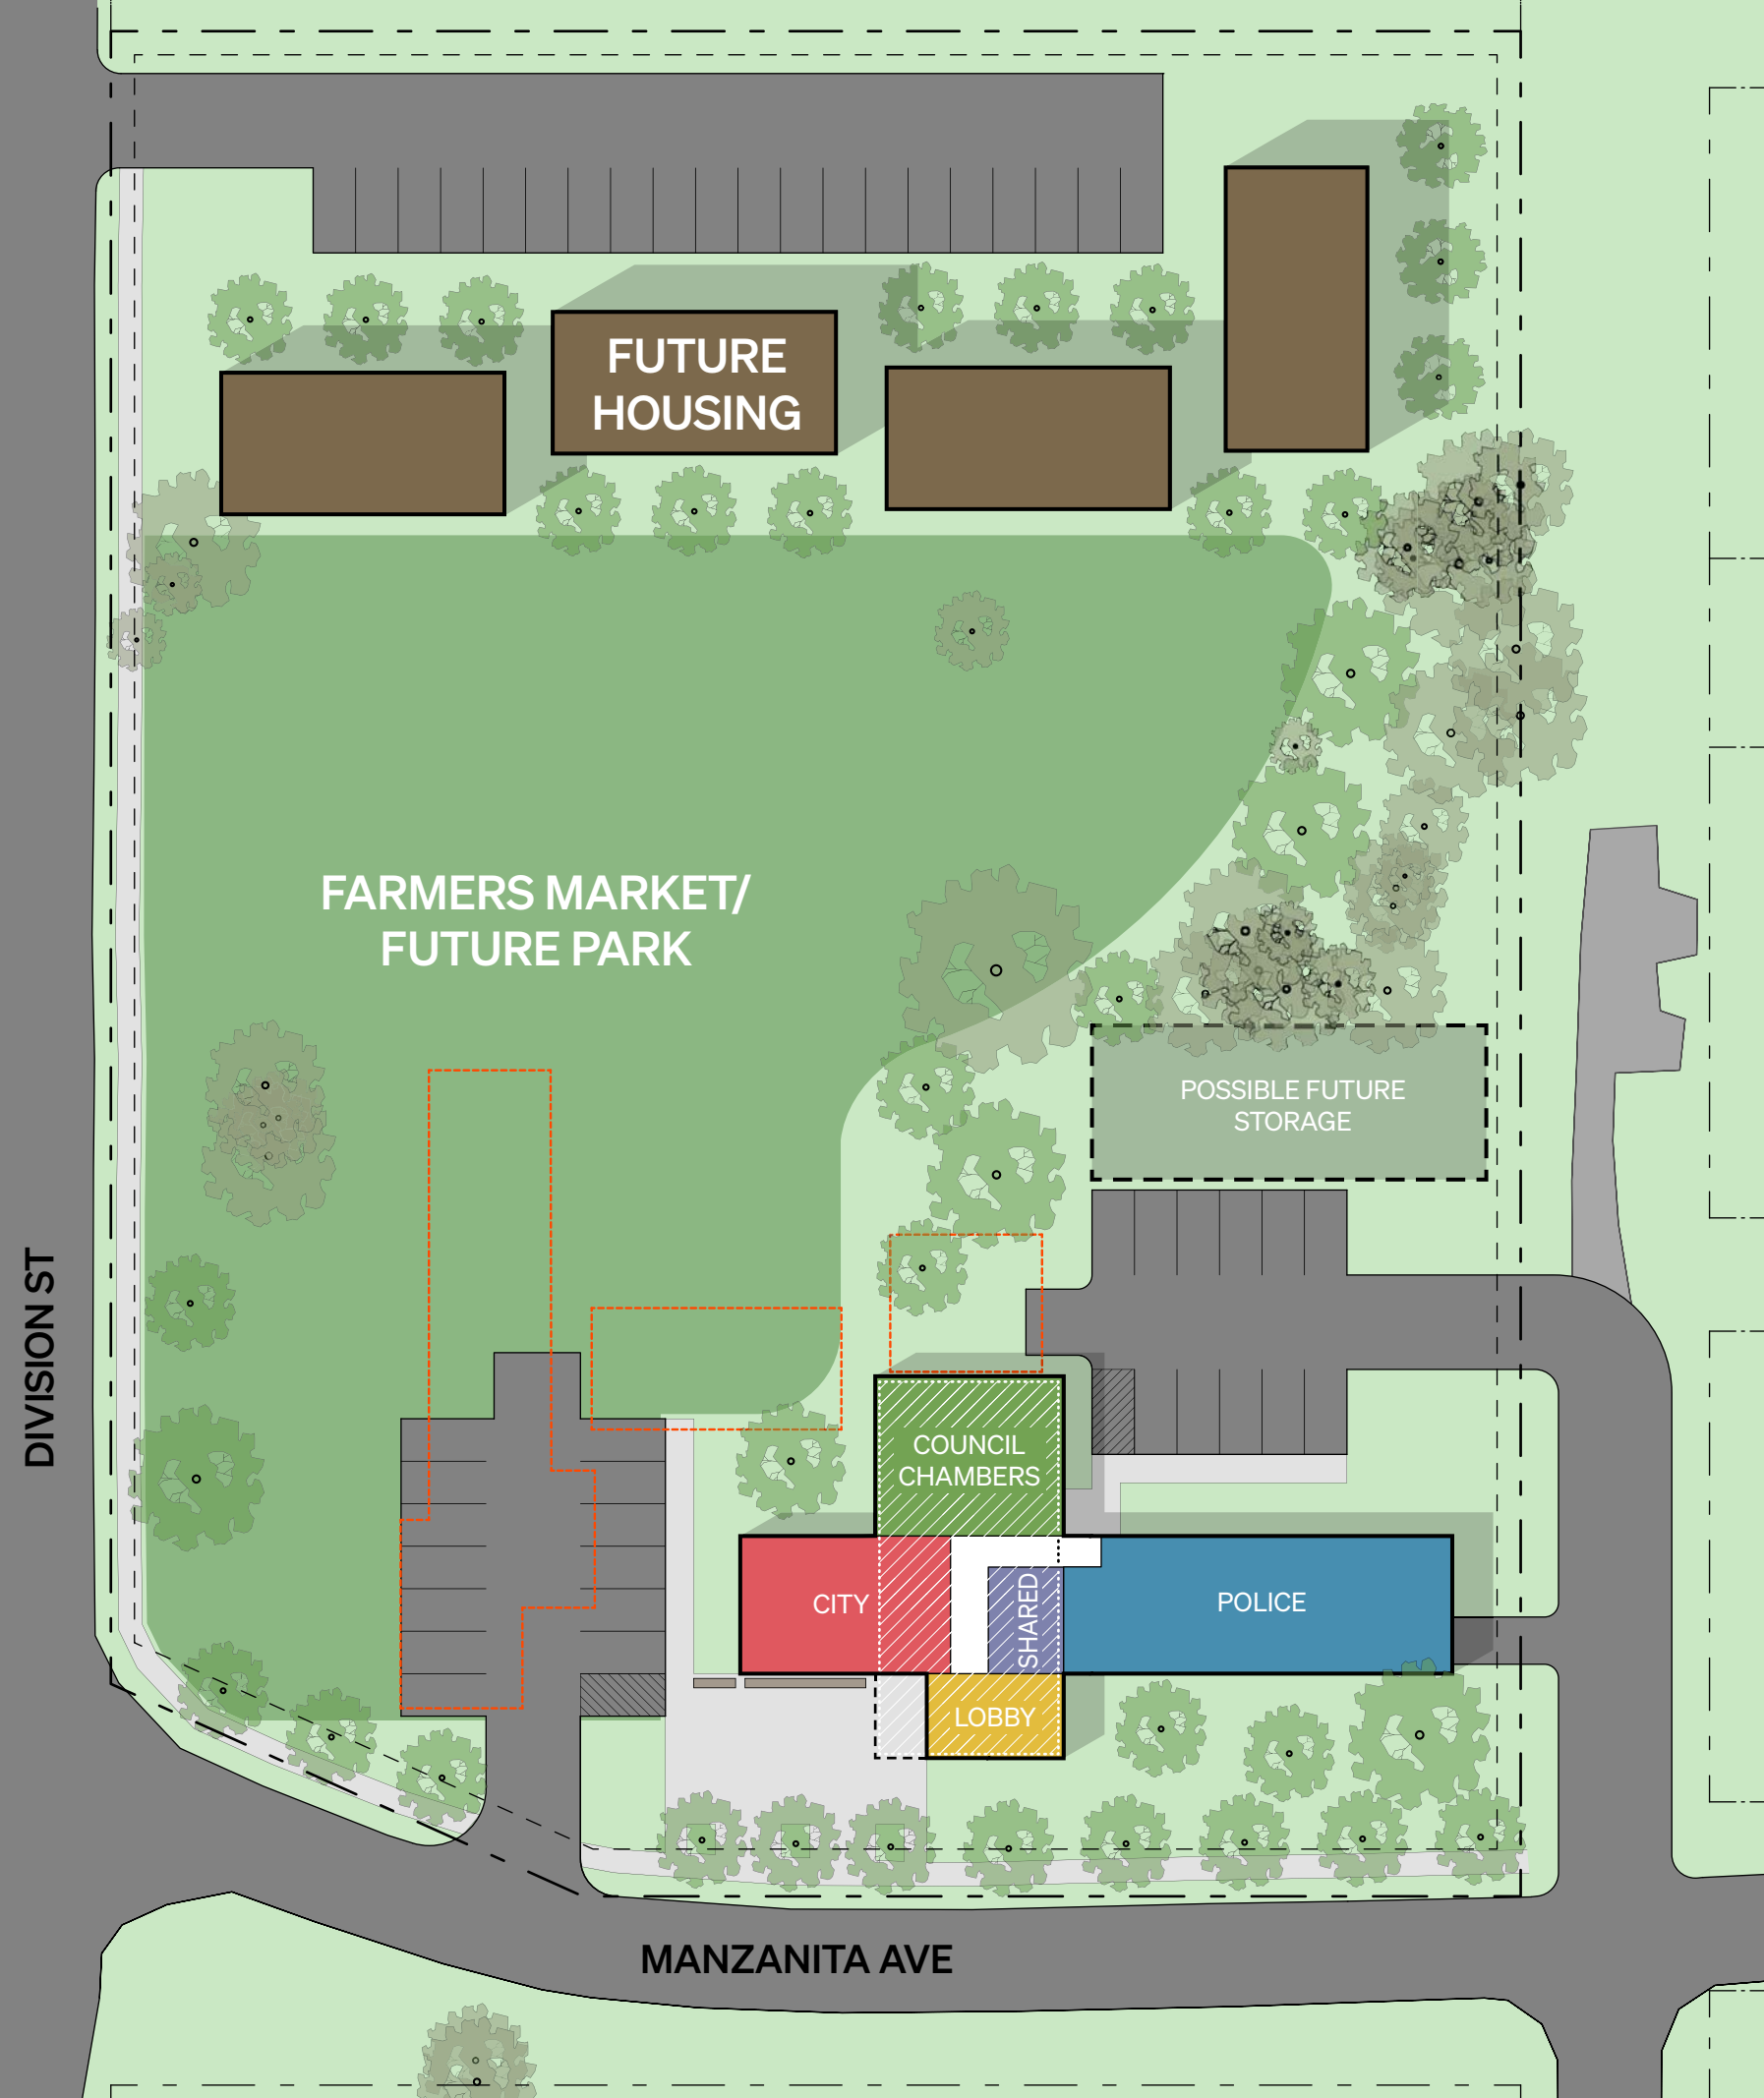 FUTURE
HOUSING
FARMERS MARKET/
FUTURE PARK
POSSIBLE FUTURE
STORAGE
DIVISION ST
COUNCIL
CHAMBERS
CITY
SHARED
POLICE
LOBBY
MANZANITA AVE